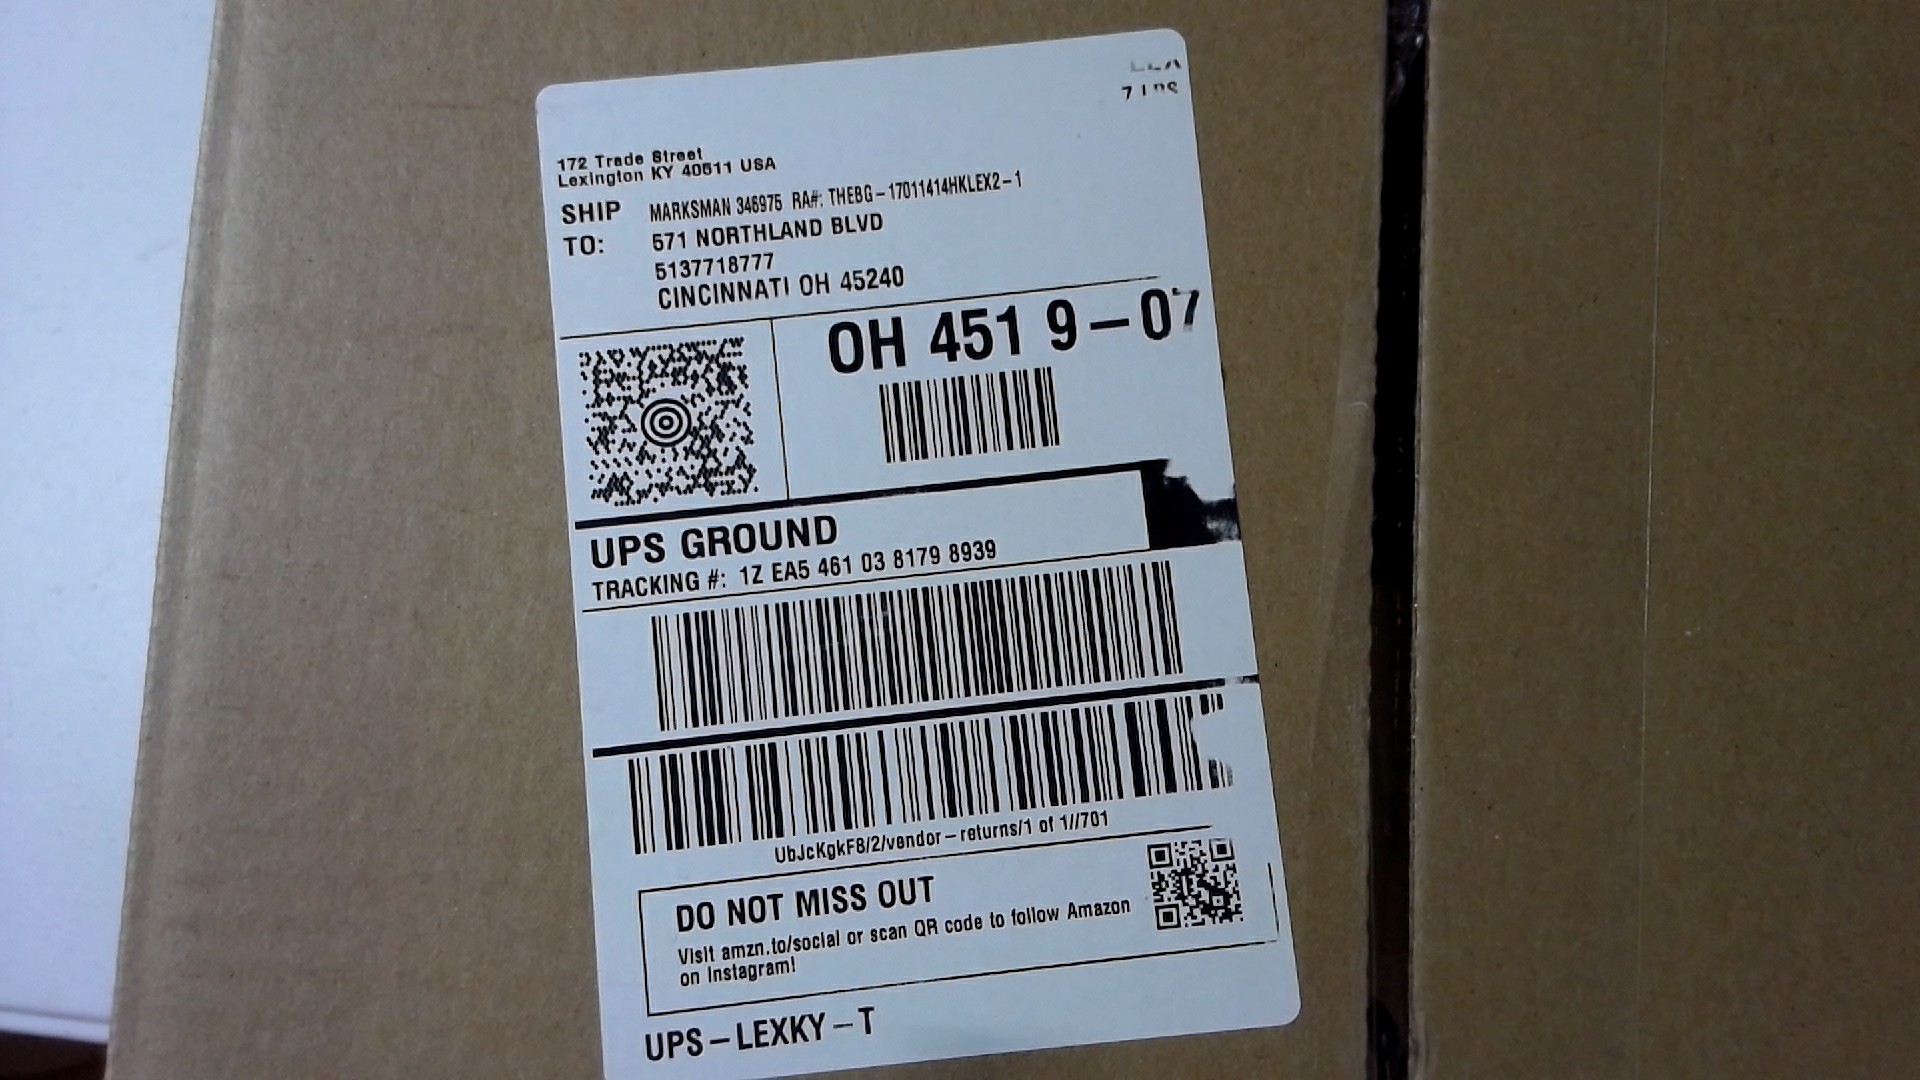 7 LBS
172 Trade Street
Lexington KY 40511 USA
SHIP TO:
MARKSMAN 346975 RA#: THEBG-17011414HKLEX2-1
571 NORTHLAND BLVD
5137718777
CINCINNATI OH 45240
OH 451 9-07
UPS GROUND
TRACKING #: 1Z EA5 461 03 8179 8939
UbJcKgkF8/2/vendor-returns/1 of 1//701
DO NOT MISS OUT
Visit amzn.to/social or scan QR code to follow Amazon
on Instagram!
UPS-LEXKY-T